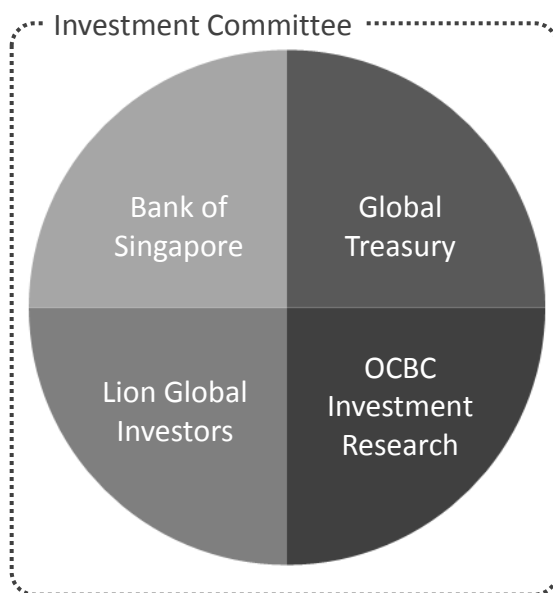 Investment Committee
Bank of
Singapore
Global
Treasury
Lion Global
Investors
OCBC
Investment
Research